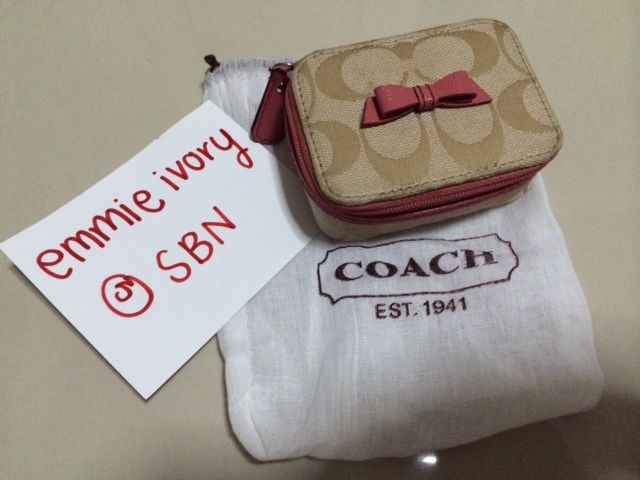 emmie ivory
@ SBN
COACH
EST. 1941